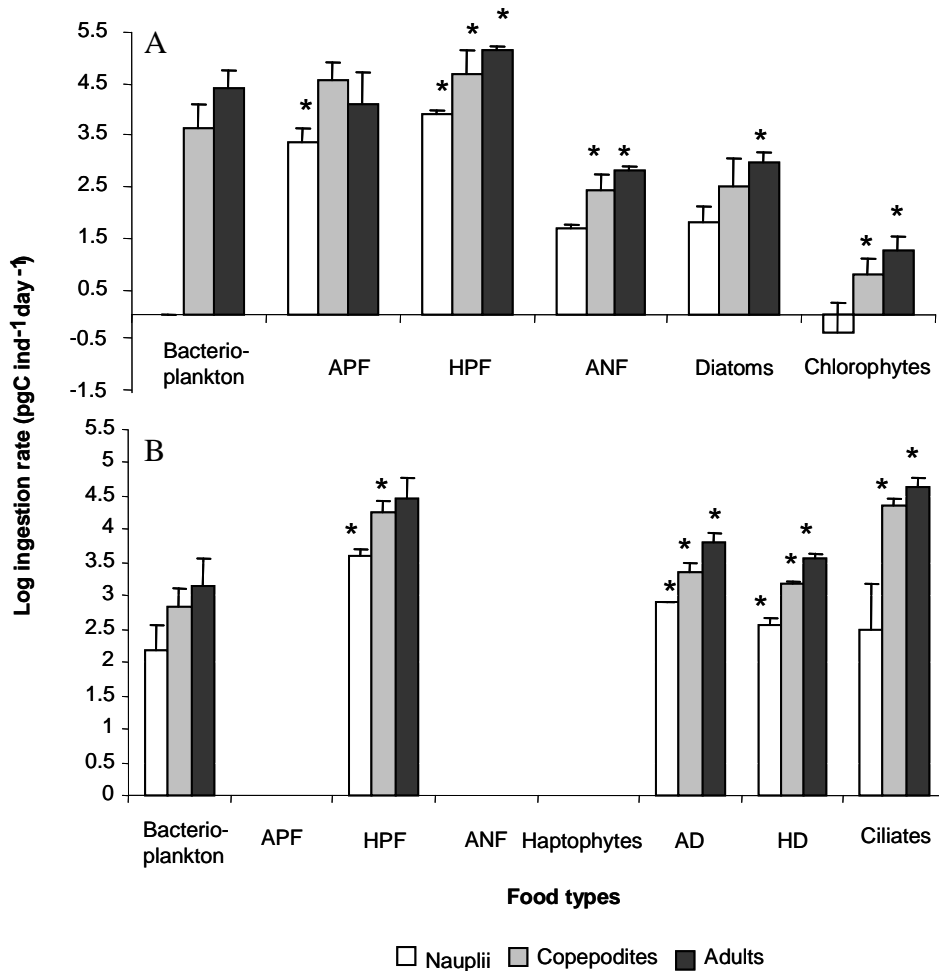 A
5.5
4.5
3.5
2.5
1.5
0.5
-0.5
-1.5
* * * * * * * * * *
Bacterio-
plankton APF HPF ANF Diatoms Chlorophytes
Log ingestion rate (pgC ind-1 day -1)
B
5.5
5
4.5
4
3.5
3
2.5
2
1.5
1
0.5
0
* * * * * * * * * *
Bacterio-
plankton APF HPF ANF Haptophytes AD HD Ciliates
Food types
Nauplii Copepodites Adults